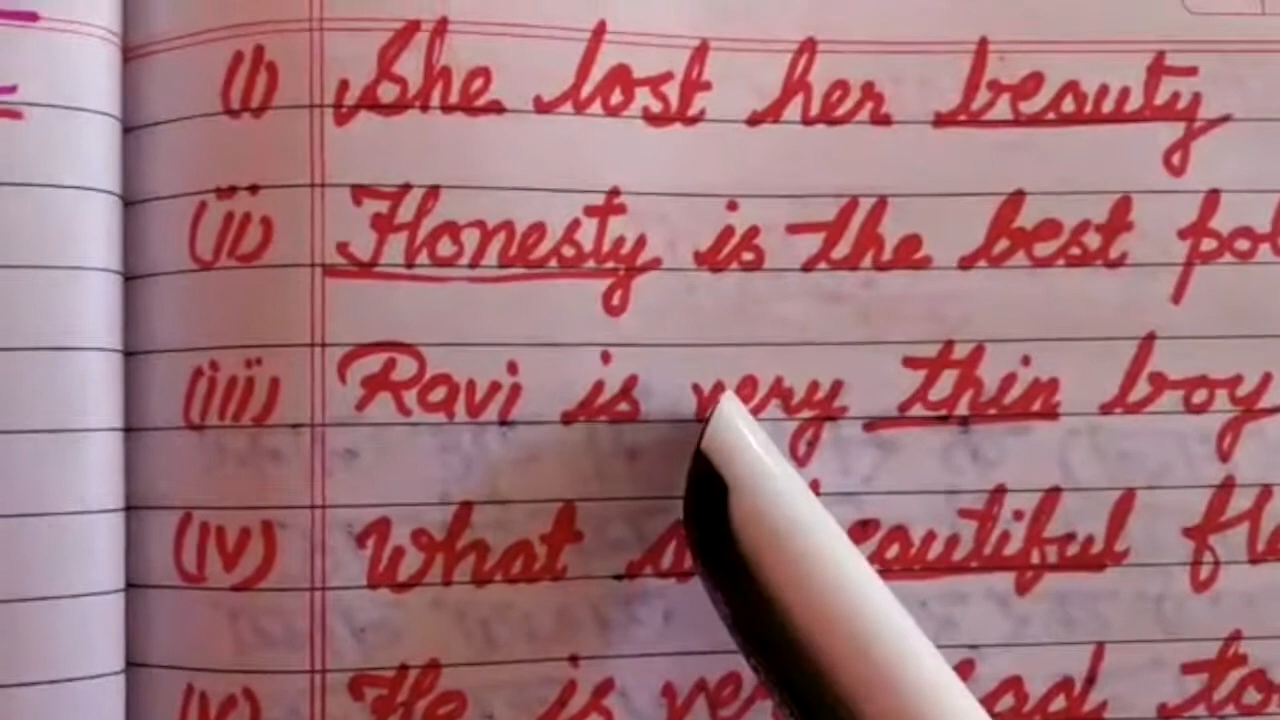 (i) She lost her beauty
(ii) Honesty is the best
(iii) Ravi is very thin boy
(iv) What
(v) He is to